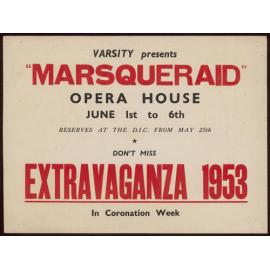 VARSITY presents
"MARSQUERAID"
OPERA HOUSE
JUNE 1st to 6th
RESERVES AT THE D.I.C. FROM MAY 25th
★
DON'T MISS
EXTRAVAGANZA 1953
In Coronation Week